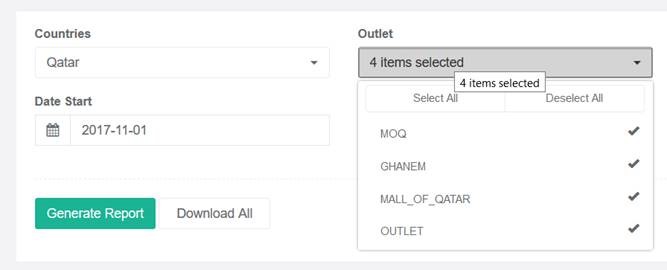 Countries
Outlet
Qatar
4 items selected
4 items selected
Select All
Deselect All
Date Start
2017-11-01
MOQ
GHANEM
MALL_OF_QATAR
OUTLET
Generate Report
Download All